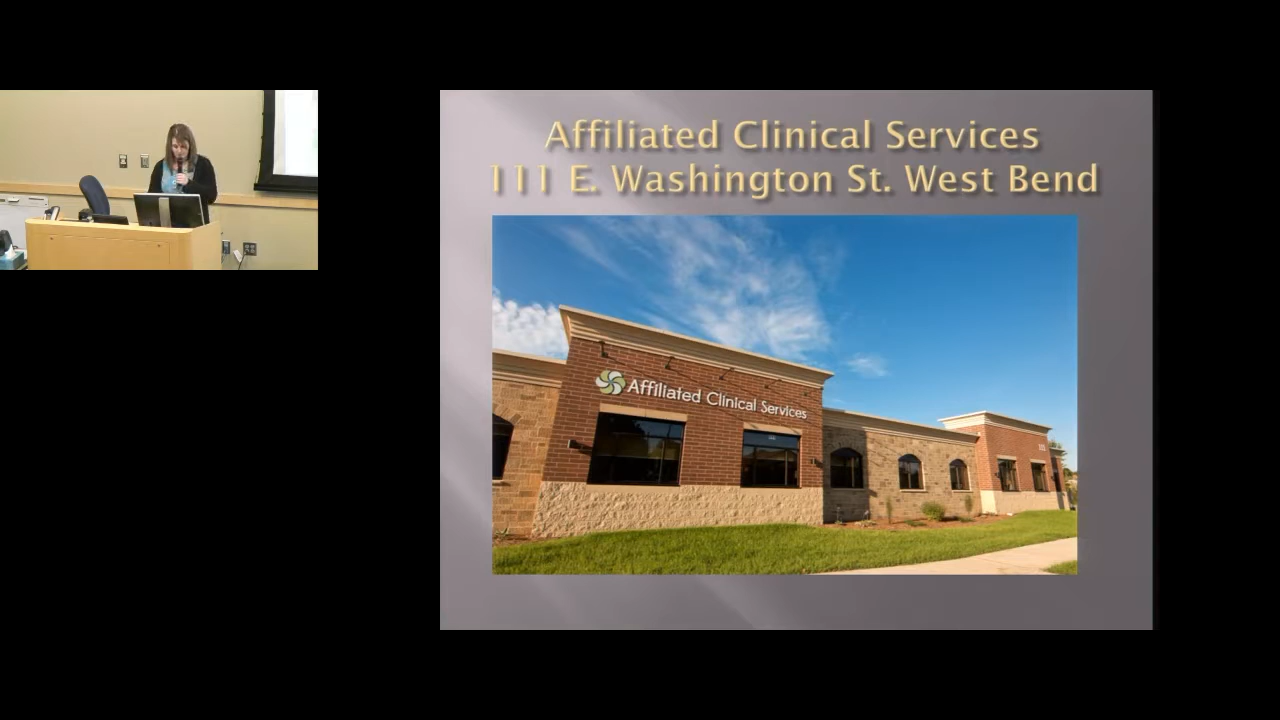 Affiliated Clinical Services
111 E. Washington St. West Bend
Affiliated Clinical Services